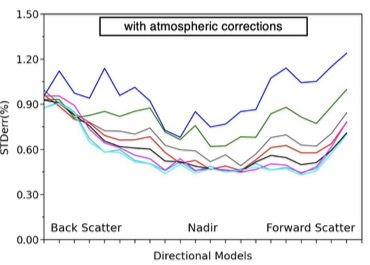 with atmospheric corrections
1.50
1.20
0.90
0.60
0.30
0.00
STDerr(%)
Back Scatter
Nadir
Forward Scatter
Directional Models